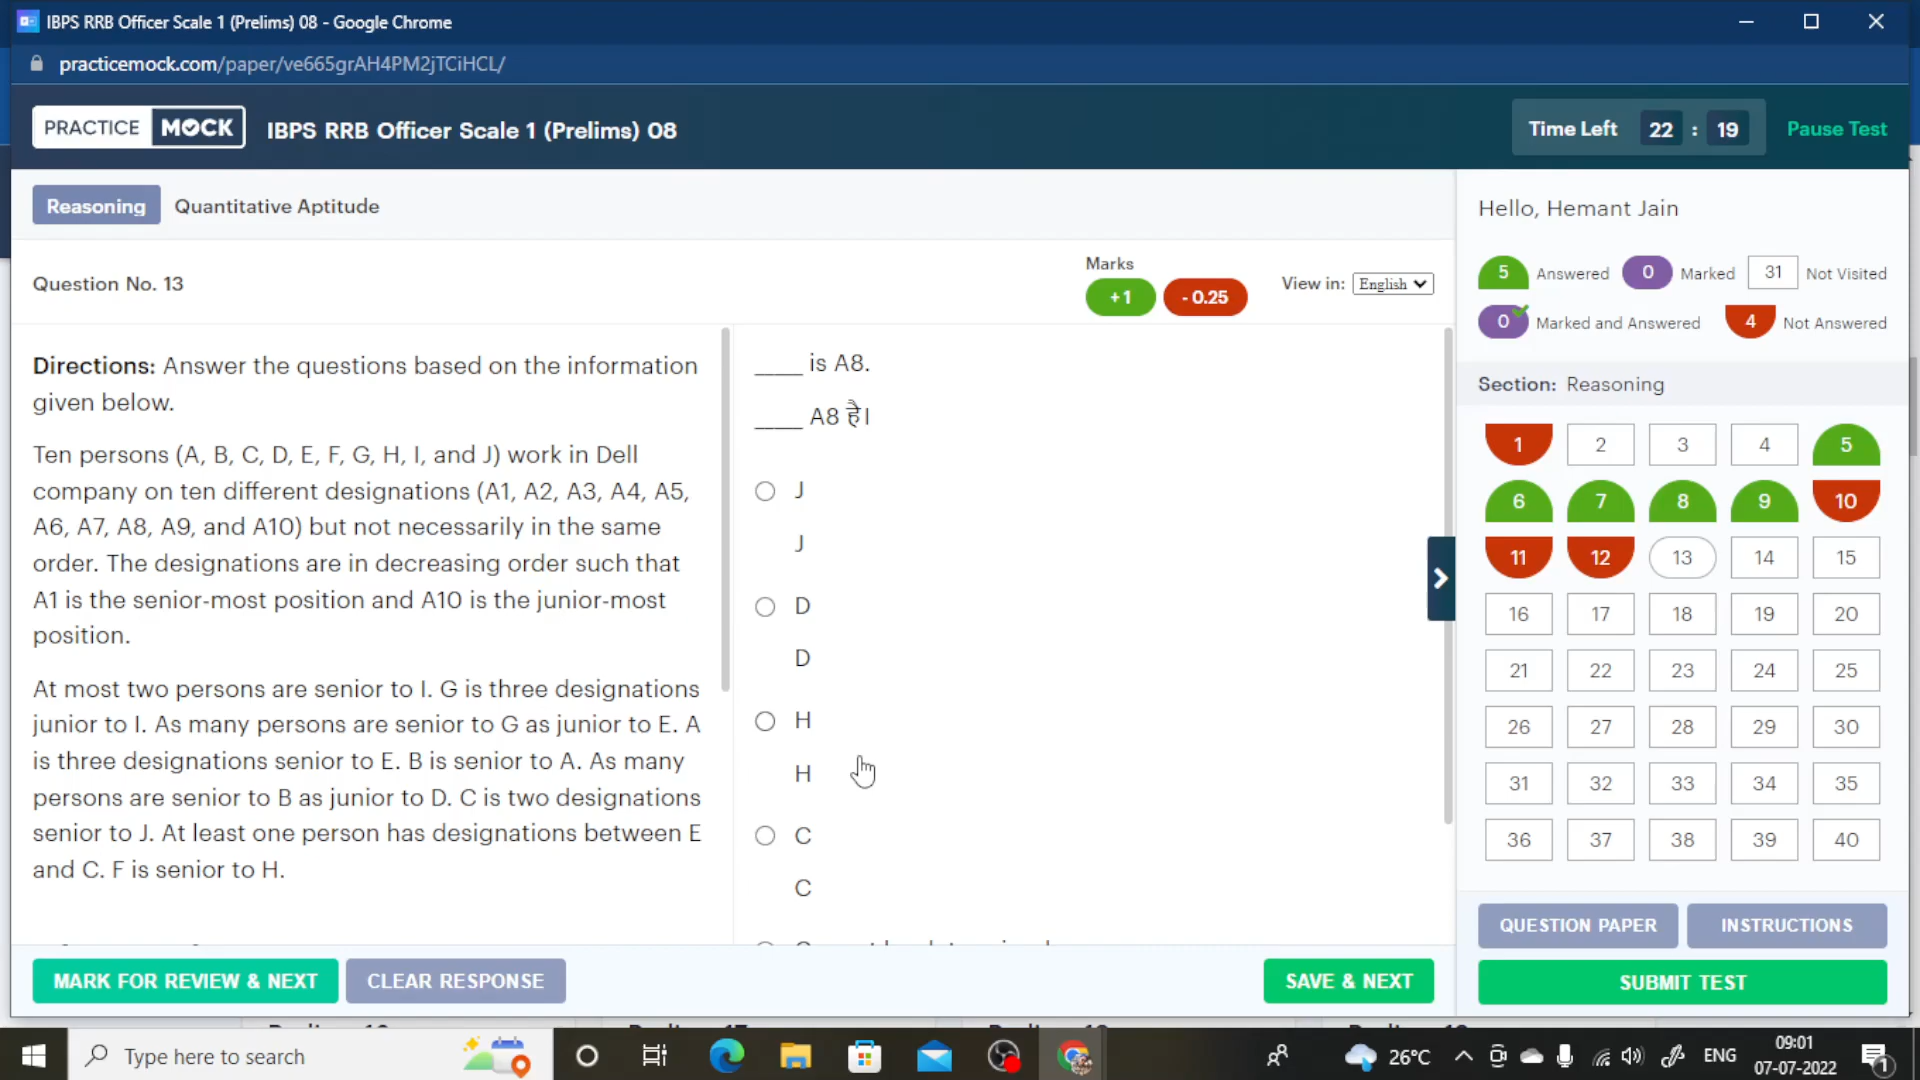 IBPS RRB Officer Scale 1 (Prelims) 08 - Google Chrome
practicemock.com/paper/ve665grAH4PM2jTCiHCL/
PRACTICE MOCK
IBPS RRB Officer Scale 1 (Prelims) 08
Time Left 22 : 19
Pause Test
Reasoning
Quantitative Aptitude
Hello, Hemant Jain
Question No. 13
Marks
+ 1
- 0.25
View in: English
5 Answered
0 Marked
31 Not Visited
0 Marked and Answered
4 Not Answered
Directions: Answer the questions based on the information
given below.
Ten persons (A, B, C, D, E, F, G, H, I, and J) work in Dell
company on ten different designations (A1, A2, A3, A4, A5,
A6, A7, A8, A9, and A10) but not necessarily in the same
order. The designations are in decreasing order such that
A1 is the senior-most position and A10 is the junior-most
position.
At most two persons are senior to I. G is three designations
junior to I. As many persons are senior to G as junior to E. A
is three designations senior to E. B is senior to A. As many
persons are senior to B as junior to D. C is two designations
senior to J. At least one person has designations between E
and C. F is senior to H.
____ is A8.
____ A8 है।
J
J
D
D
H
H
C
C
Section: Reasoning
1 2 3 4 5
6 7 8 9 10
11 12 13 14 15
16 17 18 19 20
21 22 23 24 25
26 27 28 29 30
31 32 33 34 35
36 37 38 39 40
QUESTION PAPER
INSTRUCTIONS
MARK FOR REVIEW & NEXT
CLEAR RESPONSE
SAVE & NEXT
SUBMIT TEST
Type here to search
26°C
ENG
09:01
07-07-2022
1